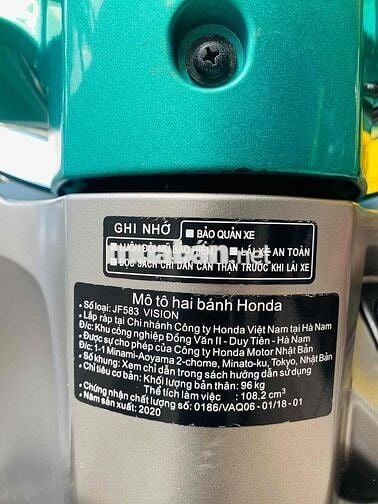 GHI NHỚ
■ BẢO QUẢN XE
■ LUÔN ĐỘI MŨ BẢO HIỂM ■ LÁI XE AN TOÀN
■ ĐỌC SÁCH CHỈ DẪN CẨN THẬN TRƯỚC KHI LÁI XE
muaban.net
Mô tô hai bánh Honda
• Số loại: JF583 VISION
• Lắp ráp tại Chi nhánh Công ty Honda Việt Nam tại Hà Nam
Đ/c: Khu công nghiệp Đồng Văn II - Duy Tiên - Hà Nam
• Được sự cho phép của Công ty Honda Motor Nhật Bản
Đ/c: 1-1 Minami-Aoyama 2-chome, Minato-ku, Tokyo, Nhật Bản
• Số khung: Xem chỉ dẫn trong sách hướng dẫn sử dụng
• Chỉ tiêu cơ bản: Khối lượng bản thân: 96 kg
Thể tích làm việc : 108,2 cm³
• Chứng nhận chất lượng số: 0186/VAQ06 - 01/18 - 01
• Năm sản xuất: 2020